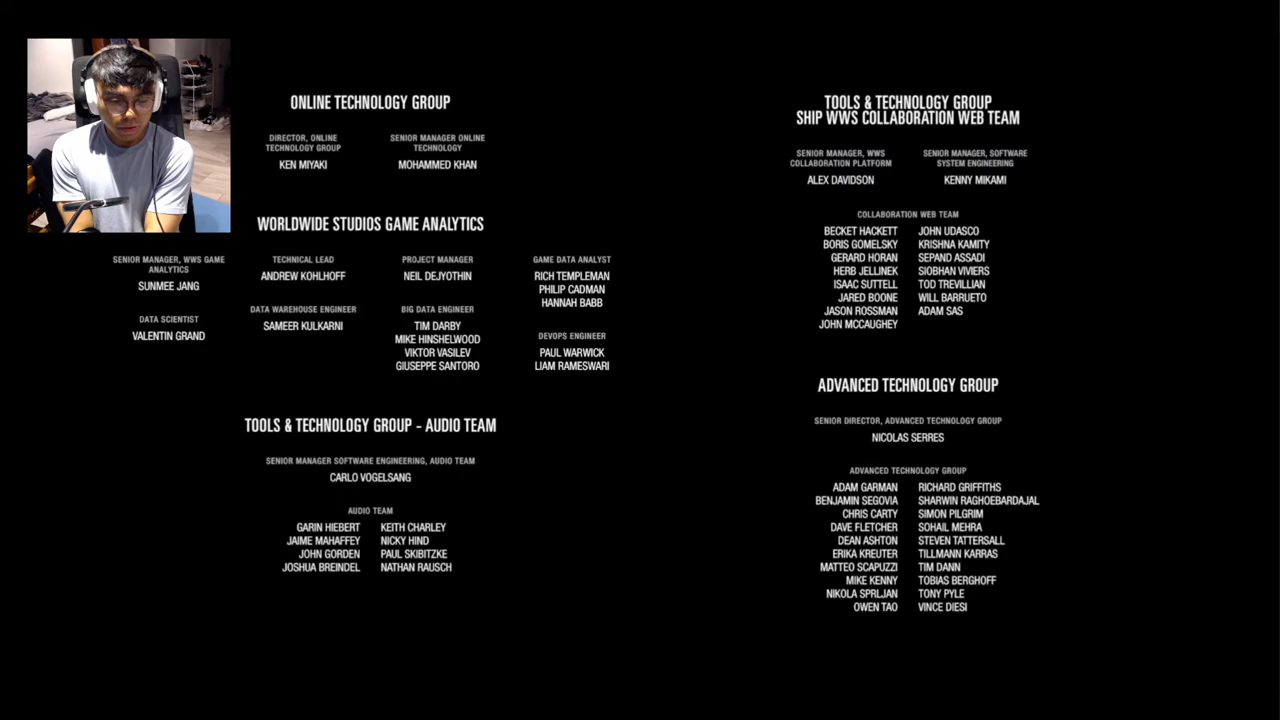 ONLINE TECHNOLOGY GROUP
DIRECTOR, ONLINE
TECHNOLOGY GROUP
KEN MIYAKI
SENIOR MANAGER ONLINE
TECHNOLOGY
MOHAMMED KHAN
WORLDWIDE STUDIOS GAME ANALYTICS
SENIOR MANAGER, WWS GAME
ANALYTICS
SUNMEE JANG
TECHNICAL LEAD
ANDREW KOHLHOFF
PROJECT MANAGER
NEIL DEJYOTHIN
GAME DATA ANALYST
RICH TEMPLEMAN
PHILIP CADMAN
HANNAH BABB
DATA SCIENTIST
VALENTIN GRAND
DATA WAREHOUSE ENGINEER
SAMEER KULKARNI
BIG DATA ENGINEER
TIM DARBY
MIKE HINSHELWOOD
VIKTOR VASILEV
GIUSEPPE SANTORO
DEVOPS ENGINEER
PAUL WARWICK
LIAM RAMESWARI
TOOLS & TECHNOLOGY GROUP - AUDIO TEAM
SENIOR MANAGER SOFTWARE ENGINEERING, AUDIO TEAM
CARLO VOGELSANG
AUDIO TEAM
GARIN HIEBERT KEITH CHARLEY
JAIME MAHAFFEY NICKY HIND
JOHN GORDEN PAUL SKIBITZKE
JOSHUA BREINDEL NATHAN RAUSCH
TOOLS & TECHNOLOGY GROUP
SHIP WWS COLLABORATION WEB TEAM
SENIOR MANAGER, WWS
COLLABORATION PLATFORM
ALEX DAVIDSON
SENIOR MANAGER, SOFTWARE
SYSTEM ENGINEERING
KENNY MIKAMI
COLLABORATION WEB TEAM
BECKET HACKETT JOHN UDASCO
BORIS GOMELSKY KRISHNA KAMITY
GERARD HORAN SEPAND ASSADI
HERB JELLINEK SIOBHAN VIVIERS
ISAAC SUTTELL TOD TREVILLIAN
JARED BOONE WILL BARRUETO
JASON ROSSMAN ADAM SAS
JOHN MCCAUGHEY
ADVANCED TECHNOLOGY GROUP
SENIOR DIRECTOR, ADVANCED TECHNOLOGY GROUP
NICOLAS SERRES
ADVANCED TECHNOLOGY GROUP
ADAM GARMAN RICHARD GRIFFITHS
BENJAMIN SEGOVIA SHARWIN RAGHOEBARDAJAL
CHRIS CARTY SIMON PILGRIM
DAVE FLETCHER SOHAIL MEHRA
DEAN ASHTON STEVEN TATTERSALL
ERIKA KREUTER TILLMANN KARRAS
MATTEO SCAPUZZI TIM DANN
MIKE KENNY TOBIAS BERGHOFF
NIKOLA SPRLJAN TONY PYLE
OWEN TAO VINCE DIESI